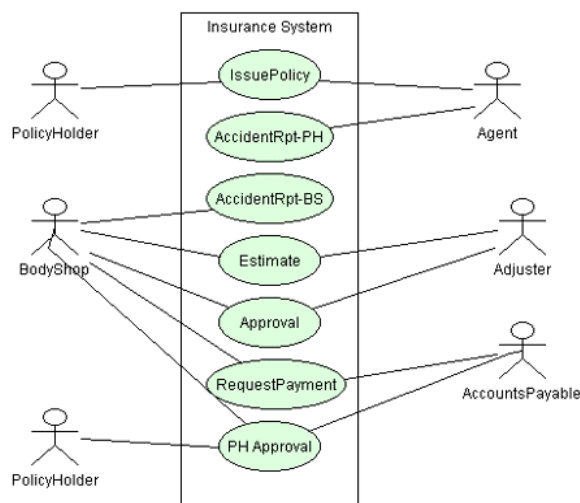 Insurance System
IssuePolicy
PolicyHolder
Agent
AccidentRpt-PH
AccidentRpt-BS
BodyShop
Estimate
Adjuster
Approval
RequestPayment
AccountsPayable
PH Approval
PolicyHolder